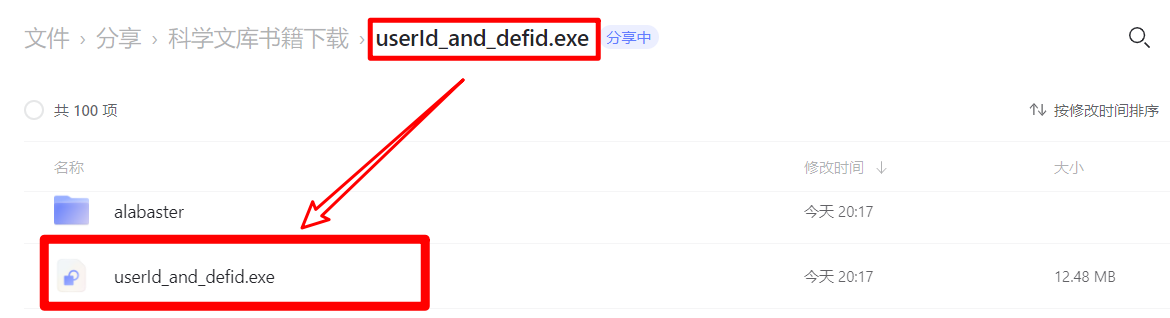 文件 › 分享 › 科学文库书籍下载 › userId_and_defid.exe 分享中
共 100 项 按修改时间排序
名称 修改时间 大小
alabaster 今天 20:17
userId_and_defid.exe 今天 20:17 12.48 MB